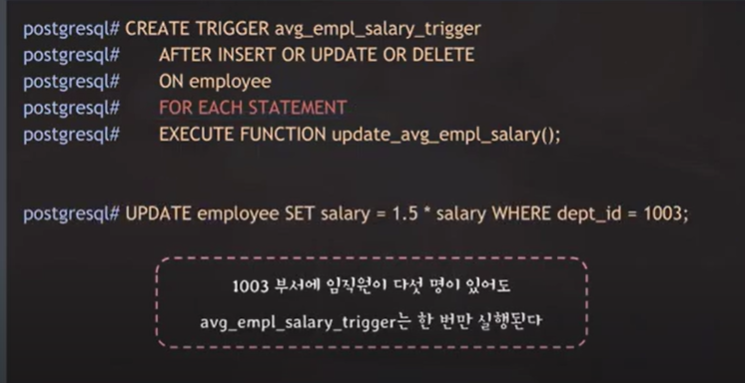 postgresql# CREATE TRIGGER avg_empl_salary_trigger
postgresql# AFTER INSERT OR UPDATE OR DELETE
postgresql# ON employee
postgresql# FOR EACH STATEMENT
postgresql# EXECUTE FUNCTION update_avg_empl_salary();
postgresql# UPDATE employee SET salary = 1.5 * salary WHERE dept_id = 1003;
1003 부서에 임직원이 다섯 명이 있어도
avg_empl_salary_trigger는 한 번만 실행된다